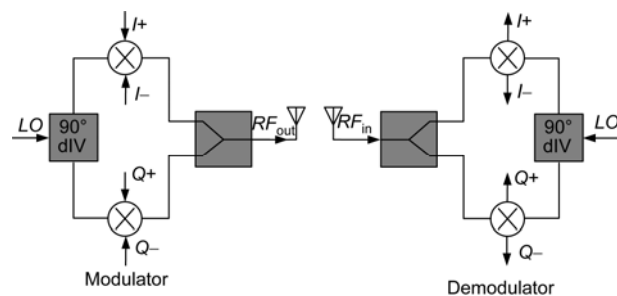 I+
I–
LO
90°
dIV
RFout
Q+
Q–
Modulator
I+
I–
RFin
90°
dIV
LO
Q+
Q–
Demodulator